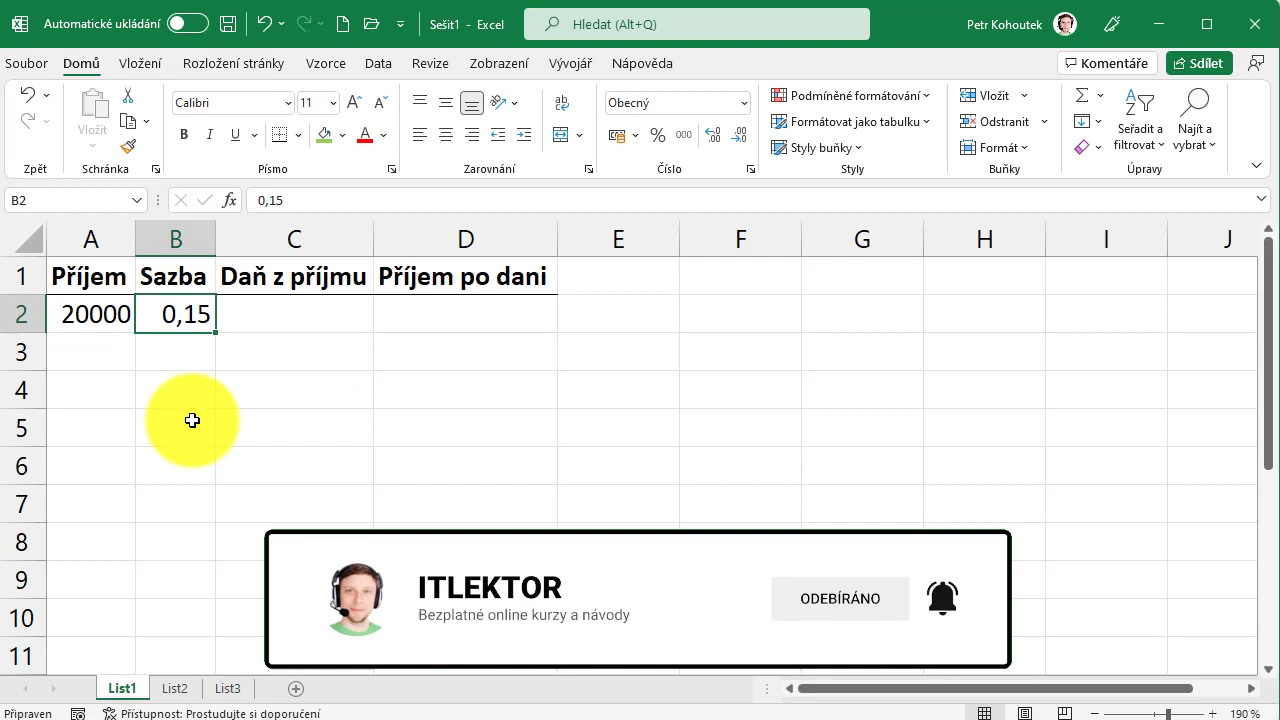 Automatické ukládání
Sešit1 - Excel
Hledat (Alt+Q)
Petr Kohoutek
Soubor
Domů
Vložení
Rozložení stránky
Vzorce
Data
Revize
Zobrazení
Vývojář
Nápověda
Komentáře
Sdílet
Vložit
Calibri
11
Obecný
000
Podmíněné formátování
Formátovat jako tabulku
Styly buňky
Vložit
Odstranit
Formát
Seřadit a
filtrovat
Najít a
vybrat
Zpět
Schránka
Písmo
Zarovnání
Číslo
Styly
Buňky
Úpravy
B2
fx
0,15
A B C D E F G H I J
1 Příjem Sazba Daň z příjmu Příjem po dani
2 20000 0,15
3
4
5
6
7
8
9
10
11
ITLEKTOR
Bezplatné online kurzy a návody
ODEBÍRÁNO
List1
List2
List3
Připraven
Přístupnost: Prostudujte si doporučení
190 %